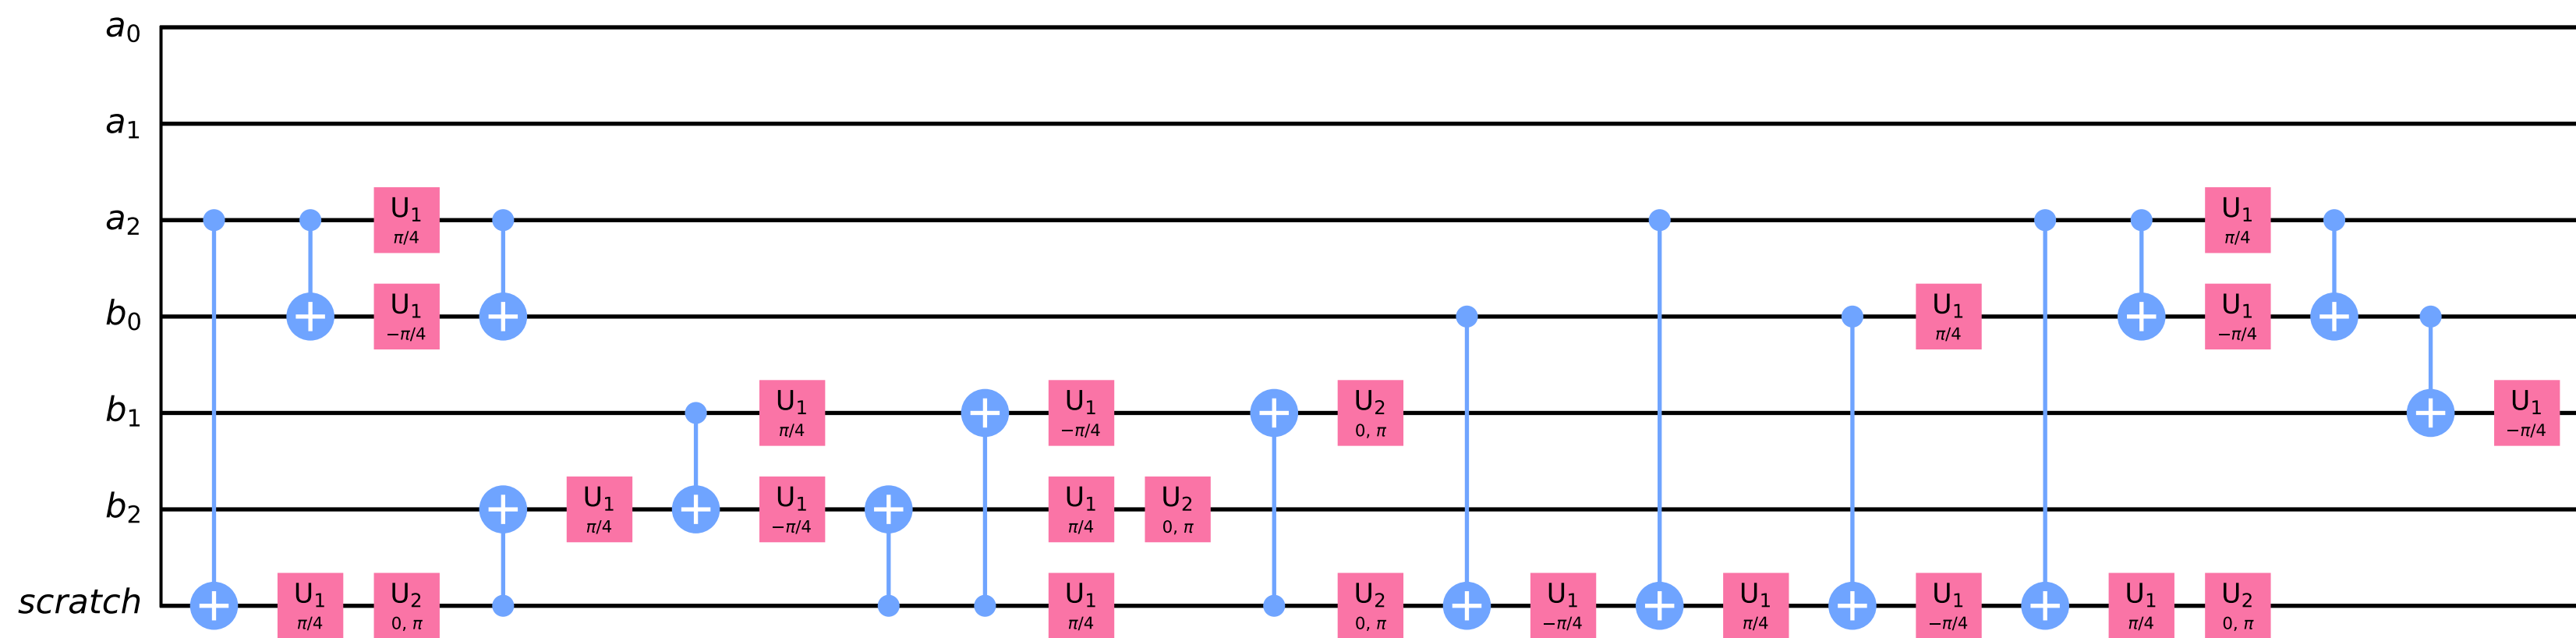 a0
a1
a2 U1 π/4 U1 π/4
b0 U1 −π/4 U1 π/4 U1 −π/4
b1 U1 π/4 U1 −π/4 U2 0, π U1 −π/4
b2 U1 π/4 U1 −π/4 U1 π/4 U2 0, π
scratch U1 π/4 U2 0, π U1 π/4 U2 0, π U1 −π/4 U1 π/4 U1 −π/4 U1 π/4 U2 0, π